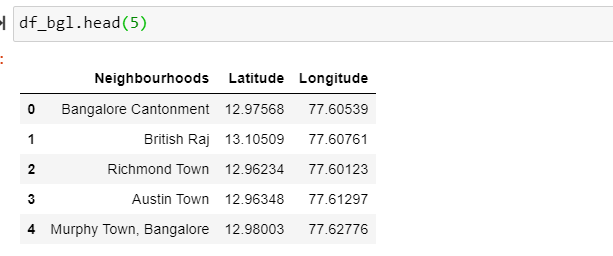 df_bgl.head(5)
:
Neighbourhoods Latitude Longitude
0 Bangalore Cantonment 12.97568 77.60539
1 British Raj 13.10509 77.60761
2 Richmond Town 12.96234 77.60123
3 Austin Town 12.96348 77.61297
4 Murphy Town, Bangalore 12.98003 77.62776